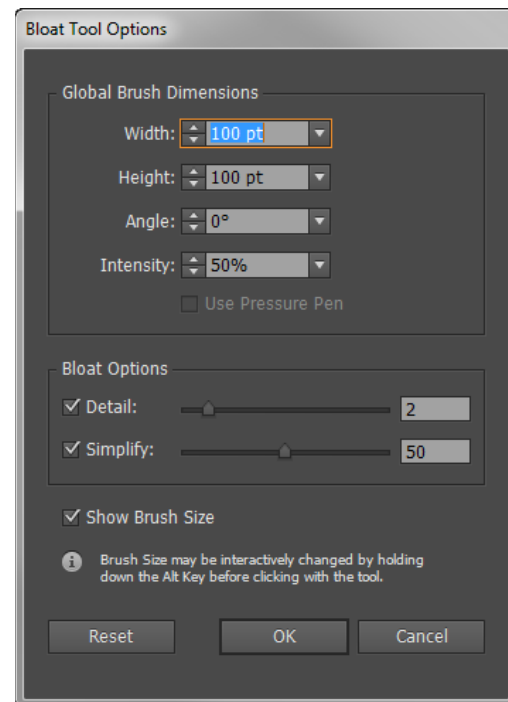 Bloat Tool Options
Global Brush Dimensions
Width: 100 pt
Height: 100 pt
Angle: 0°
Intensity: 50%
Use Pressure Pen
Bloat Options
Detail: 2
Simplify: 50
Show Brush Size
Brush Size may be interactively changed by holding
down the Alt Key before clicking with the tool.
Reset OK Cancel